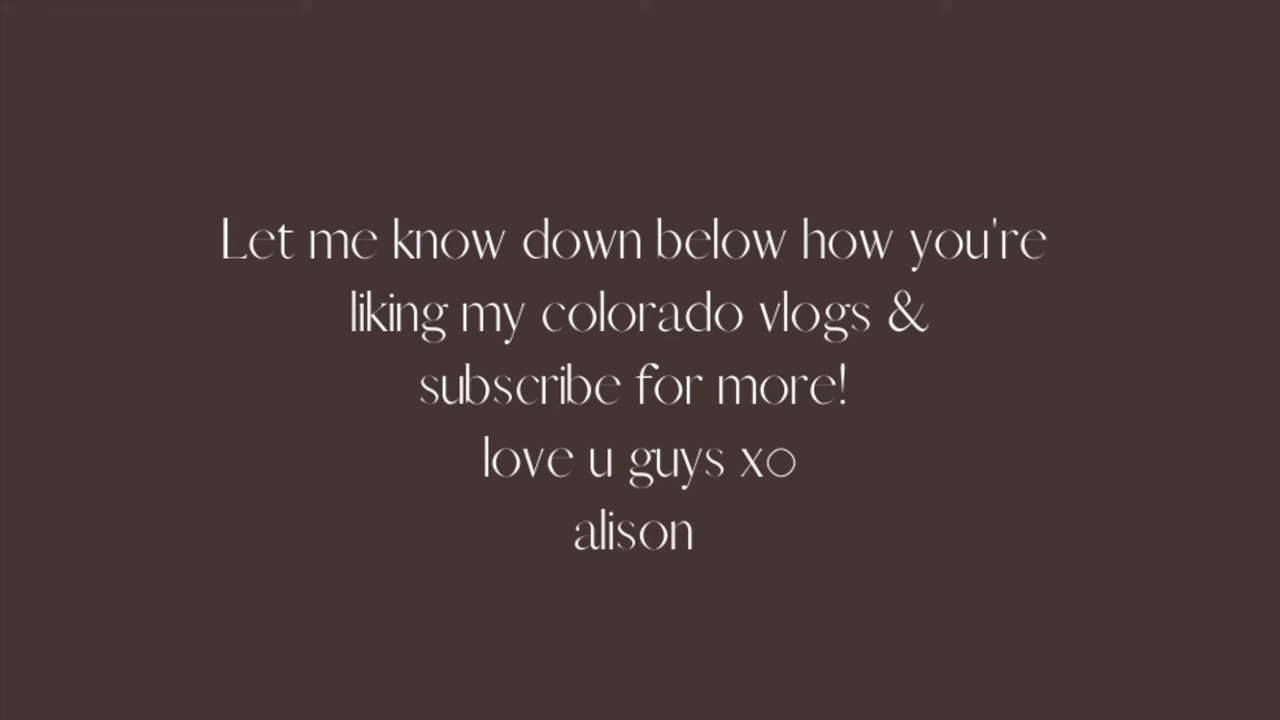 Let me know down below how you're
liking my colorado vlogs &
subscribe for more!
love u guys xo
alison